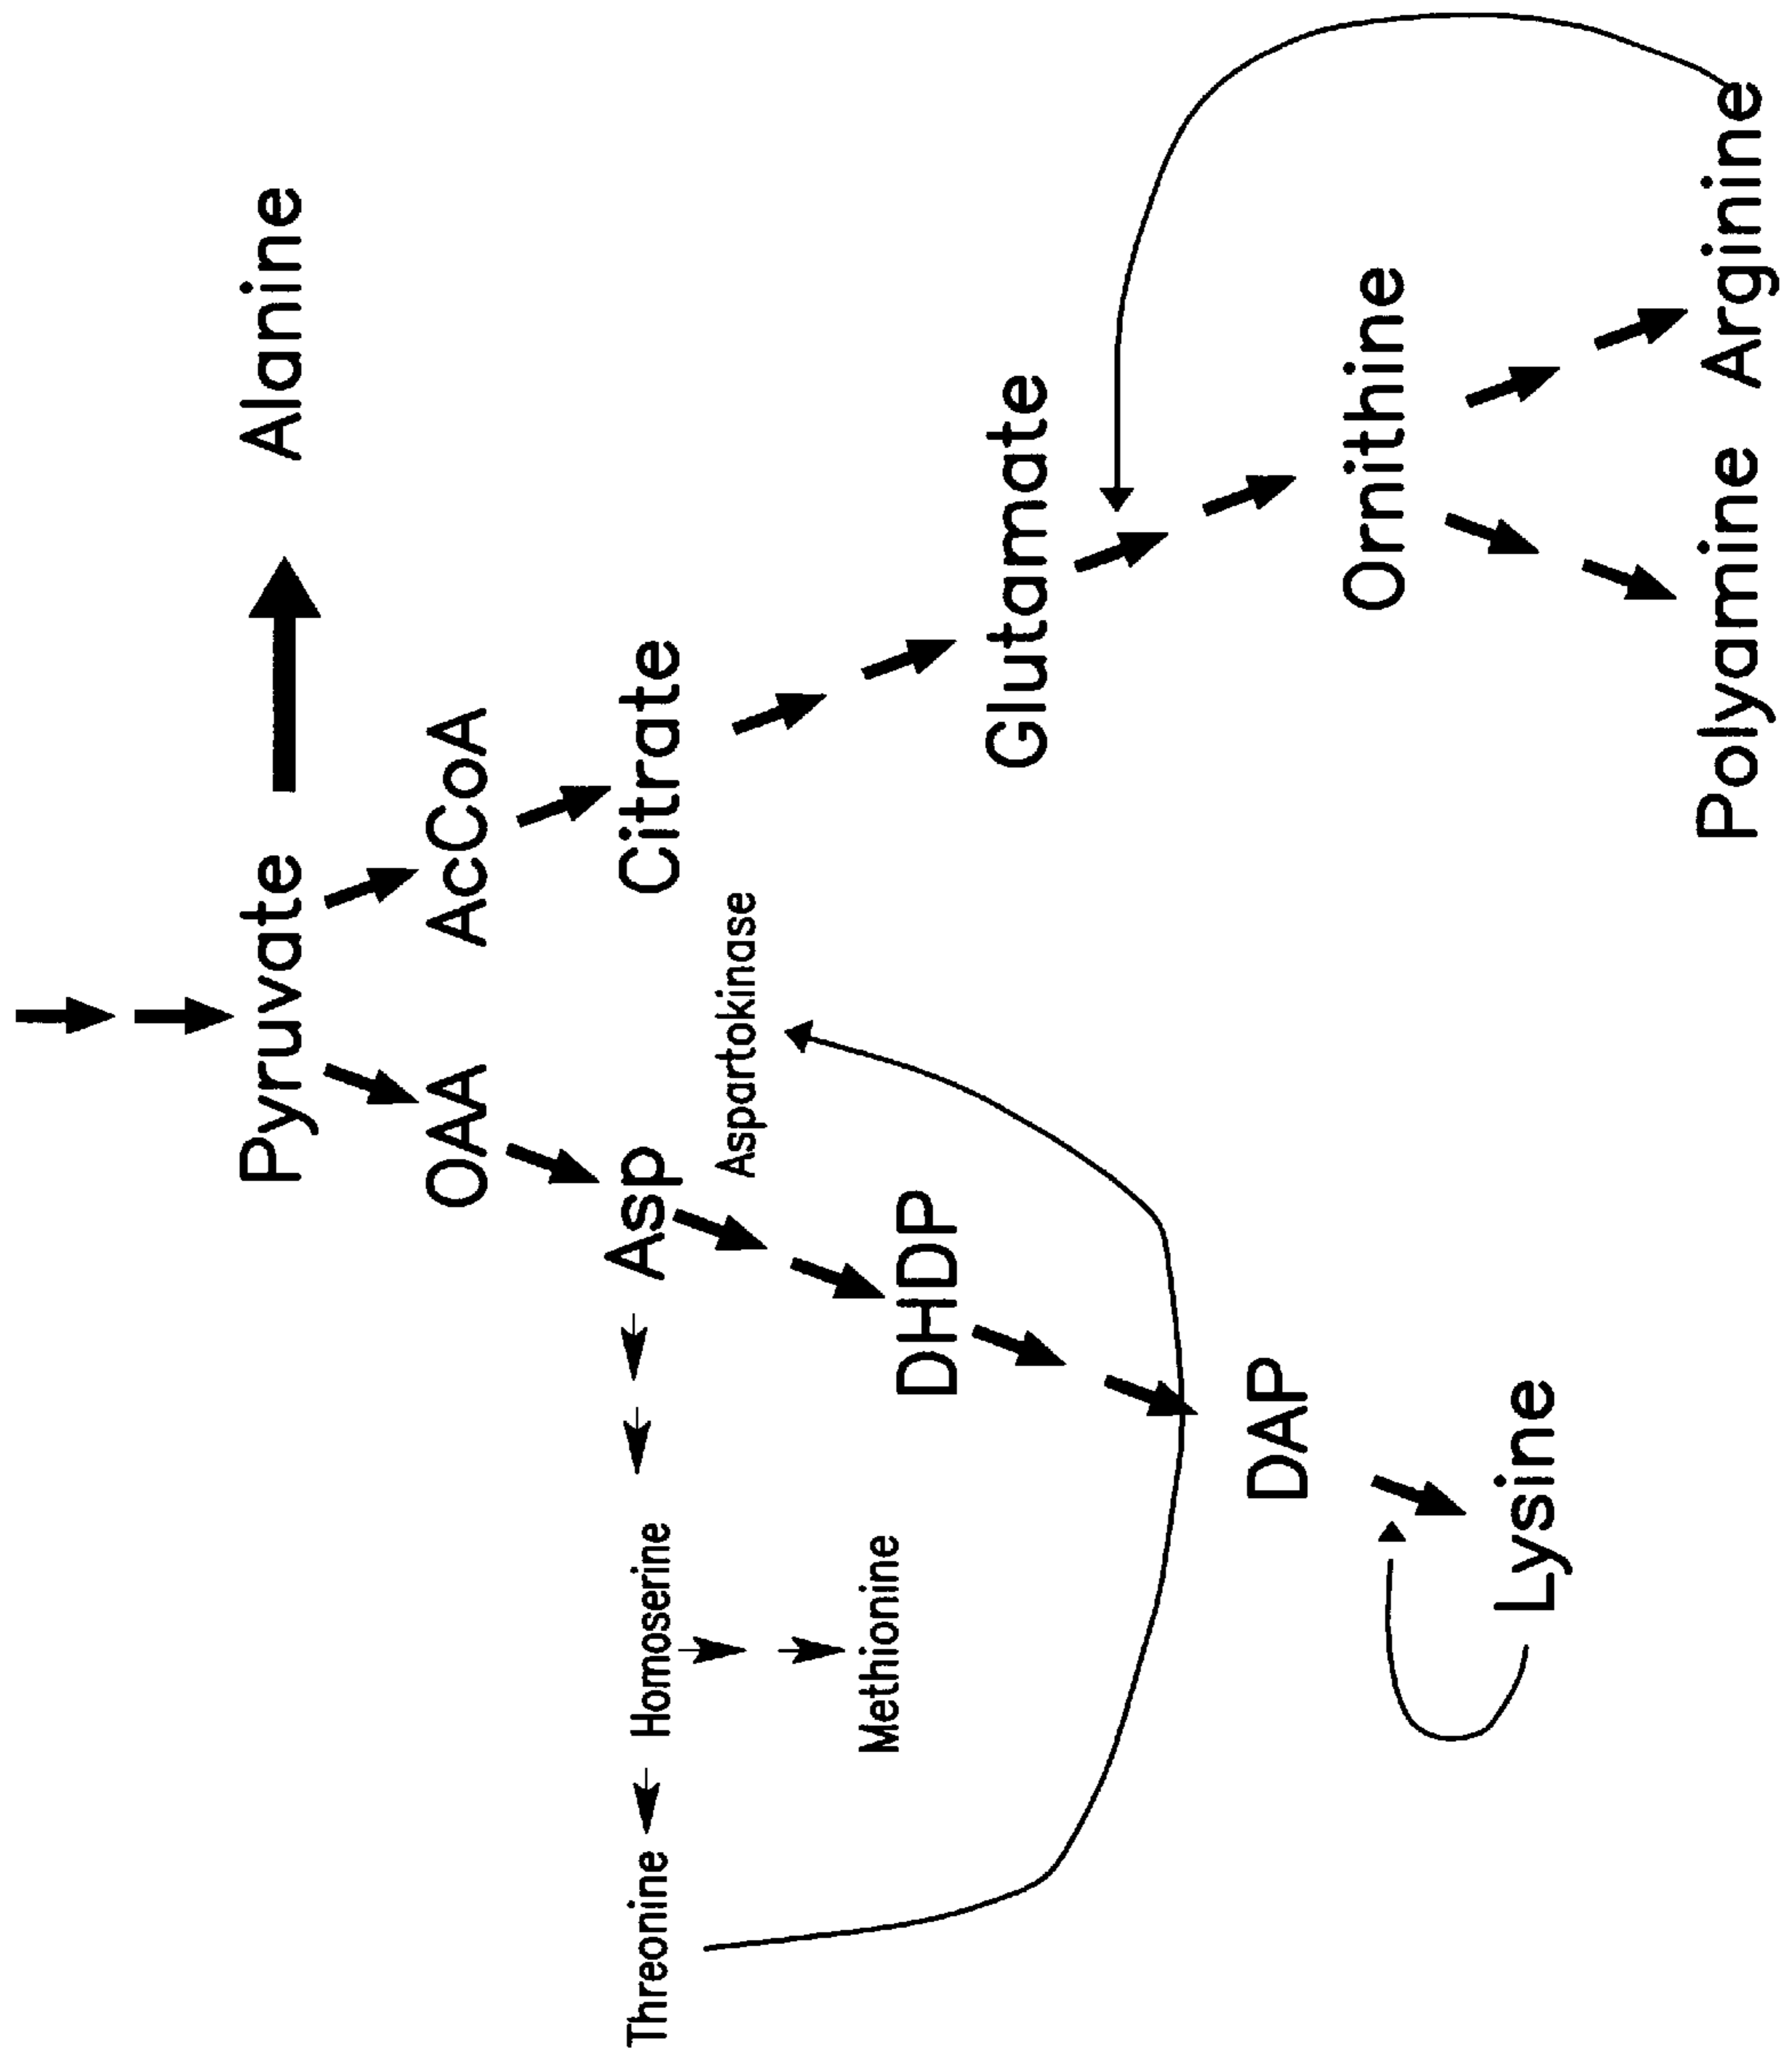 Pyruvate
Alanine
OAA
AcCoA
Asp
Citrate
Threonine
Homoserine
Aspartokinase
Methionine
DHDP
Glutamate
DAP
Ornithine
Lysine
Polyamine
Arginine